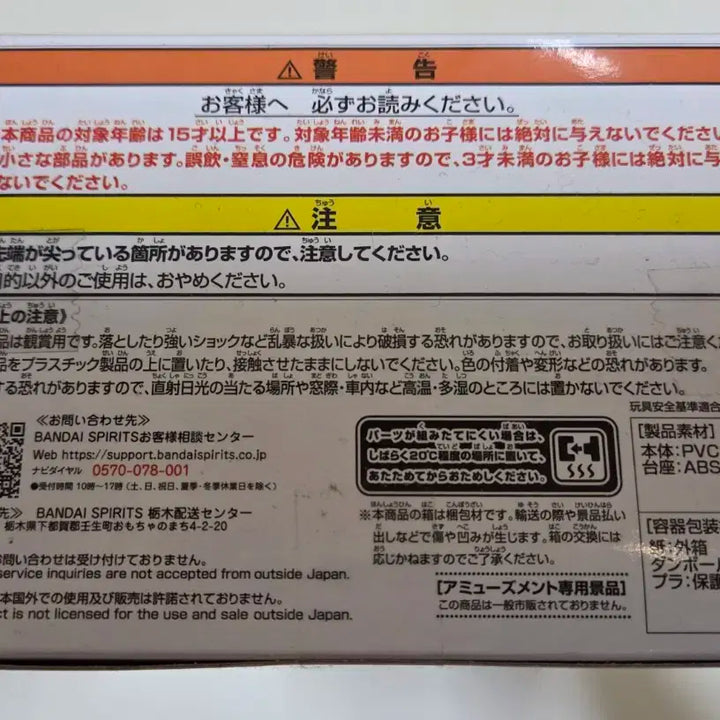 ⚠警告
お客様へ 必ずお読みください。
本商品の対象年齢は15才以上です。対象年齢未満のお子様には絶対に与えないでください
小さな部品があります。誤飲・窒息の危険がありますので、3才未満のお子様には絶対に与
ないでください。
⚠注意
先端が尖っている箇所がありますので、注意してください。
的以外のご使用は、おやめください。
上の注意》
品は観賞用です。落としたり強いショックなど乱暴な扱いにより破損する恐れがありますので、お取り扱いにはご注意く
品をプラスチック製品の上に置いたり、接触させたままにしないでください。色の付着や変形などの恐れがあります。
する恐れがありますので、直射日光の当たる場所や窓際・車内など高温・多湿のところには置かないでください。
玩具安全基準適合
《お問い合わせ先》
BANDAI SPIRITSお客様相談センター
Web https://support.bandaispirits.co.jp
ナビダイヤル 0570-078-001
●受付時間 10時〜17時(土、日、祝日、夏季・冬季休業日を除く)
先》 BANDAI SPIRITS 栃木配送センター
栃木県下都賀郡壬生町おもちゃのまち4-2-20
お問い合わせは受け付けておりません。
service inquiries are not accepted from outside Japan.
本国外での使用及び販売は許諾されておりません。
ct is not licensed for the use and sale outside Japan.
パーツが組みたてにくい場合は、
しばらく20℃程度の場所に置いて、
あたためてからおためしください。
※本商品の箱は梱包材です。輸送の際や景品払い
出しなどで傷や凹みが生じます。箱の交換には
応じかねますのでご了承ください。
[アミューズメント専用景品]
この商品は一般市販されておりません。
[製品素材]
本体:PVC
台座:ABS
[容器包装
紙:外箱
ダンボール
プラ:保護